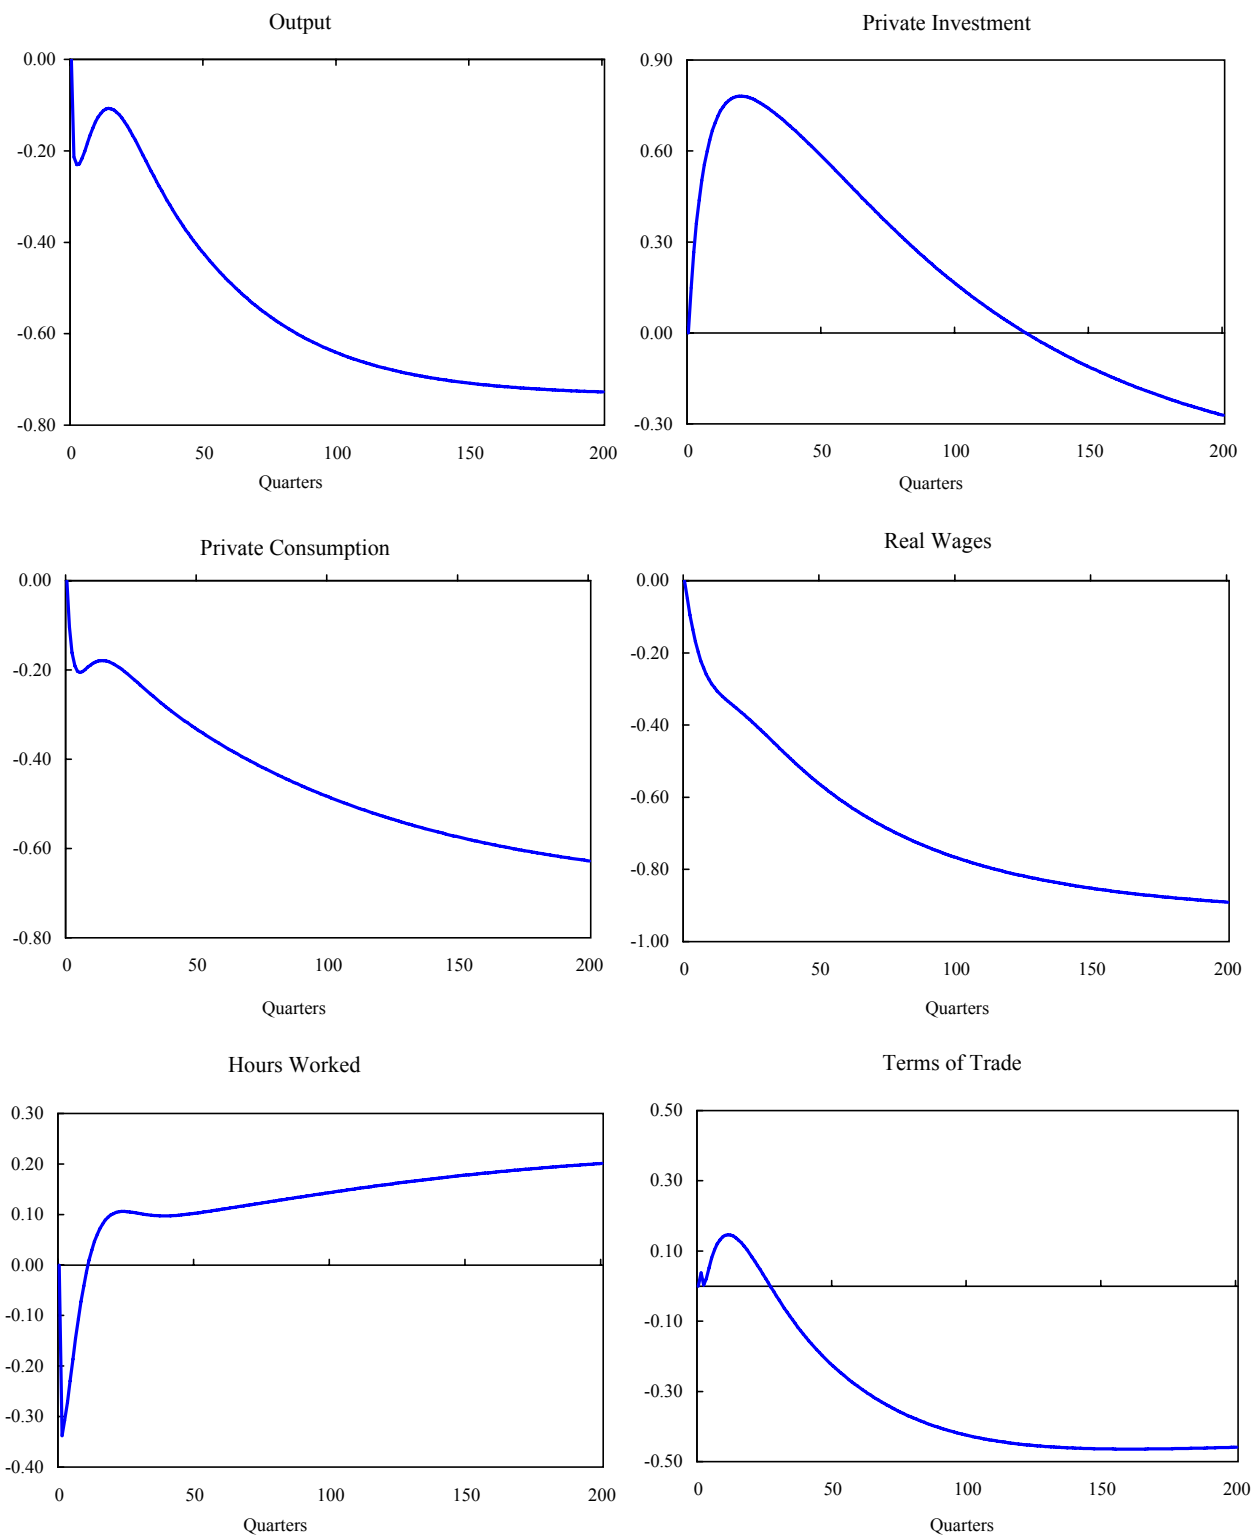 Output
0.00
-0.20
-0.40
-0.60
-0.80
0 50 100 150 200
Quarters
Private Investment
0.90
0.60
0.30
0.00
-0.30
0 50 100 150 200
Quarters
Private Consumption
0.00
-0.20
-0.40
-0.60
-0.80
0 50 100 150 200
Quarters
Real Wages
0.00
-0.20
-0.40
-0.60
-0.80
-1.00
0 50 100 150 200
Quarters
Hours Worked
0.30
0.20
0.10
0.00
-0.10
-0.20
-0.30
-0.40
0 50 100 150 200
Quarters
Terms of Trade
0.50
0.30
0.10
-0.10
-0.30
-0.50
0 50 100 150 200
Quarters